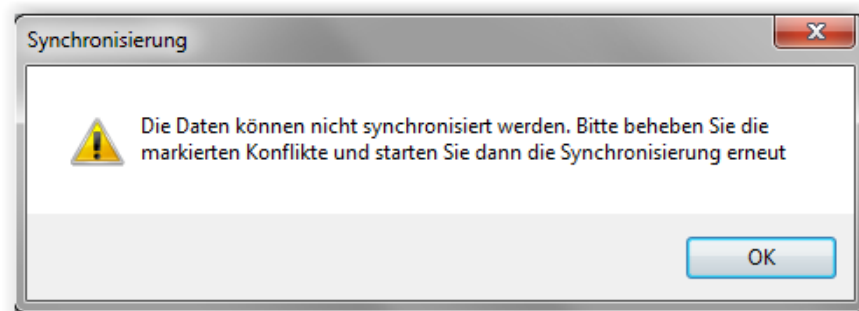 Synchronisierung
Die Daten können nicht synchronisiert werden. Bitte beheben Sie die
markierten Konflikte und starten Sie dann die Synchronisierung erneut
OK